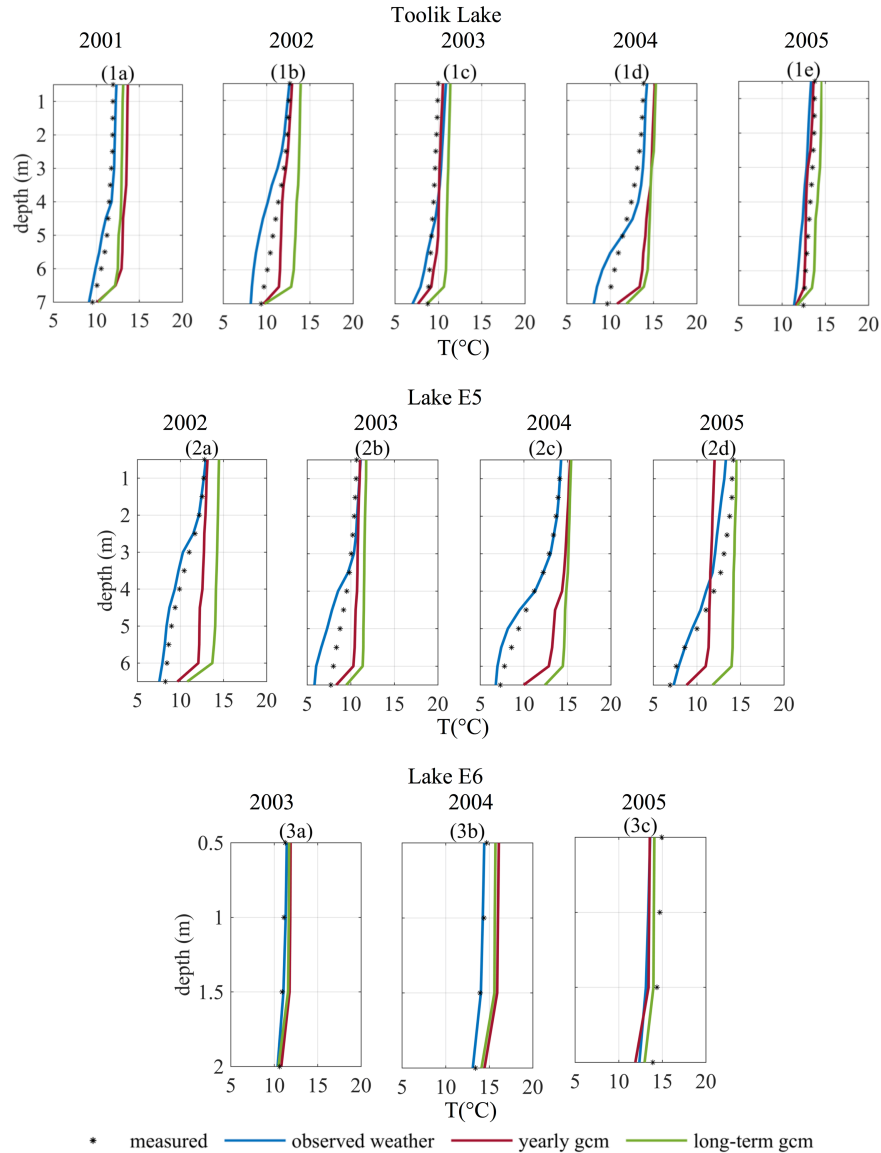 Toolik Lake
2001 2002 2003 2004 2005
(1a) (1b) (1c) (1d) (1e)
depth (m)
1
2
3
4
5
6
7
5 10 15 20 5 10 15 20 5 10 15 20 5 10 15 20 5 10 15 20
T(°C)
Lake E5
2002 2003 2004 2005
(2a) (2b) (2c) (2d)
depth (m)
1
2
3
4
5
6
5 10 15 20 5 10 15 20 5 10 15 20 5 10 15 20
T(°C)
Lake E6
2003 2004 2005
(3a) (3b) (3c)
depth (m)
0.5
1
1.5
2
5 10 15 20 5 10 15 20 5 10 15 20
T(°C)
measured observed weather yearly gcm long-term gcm